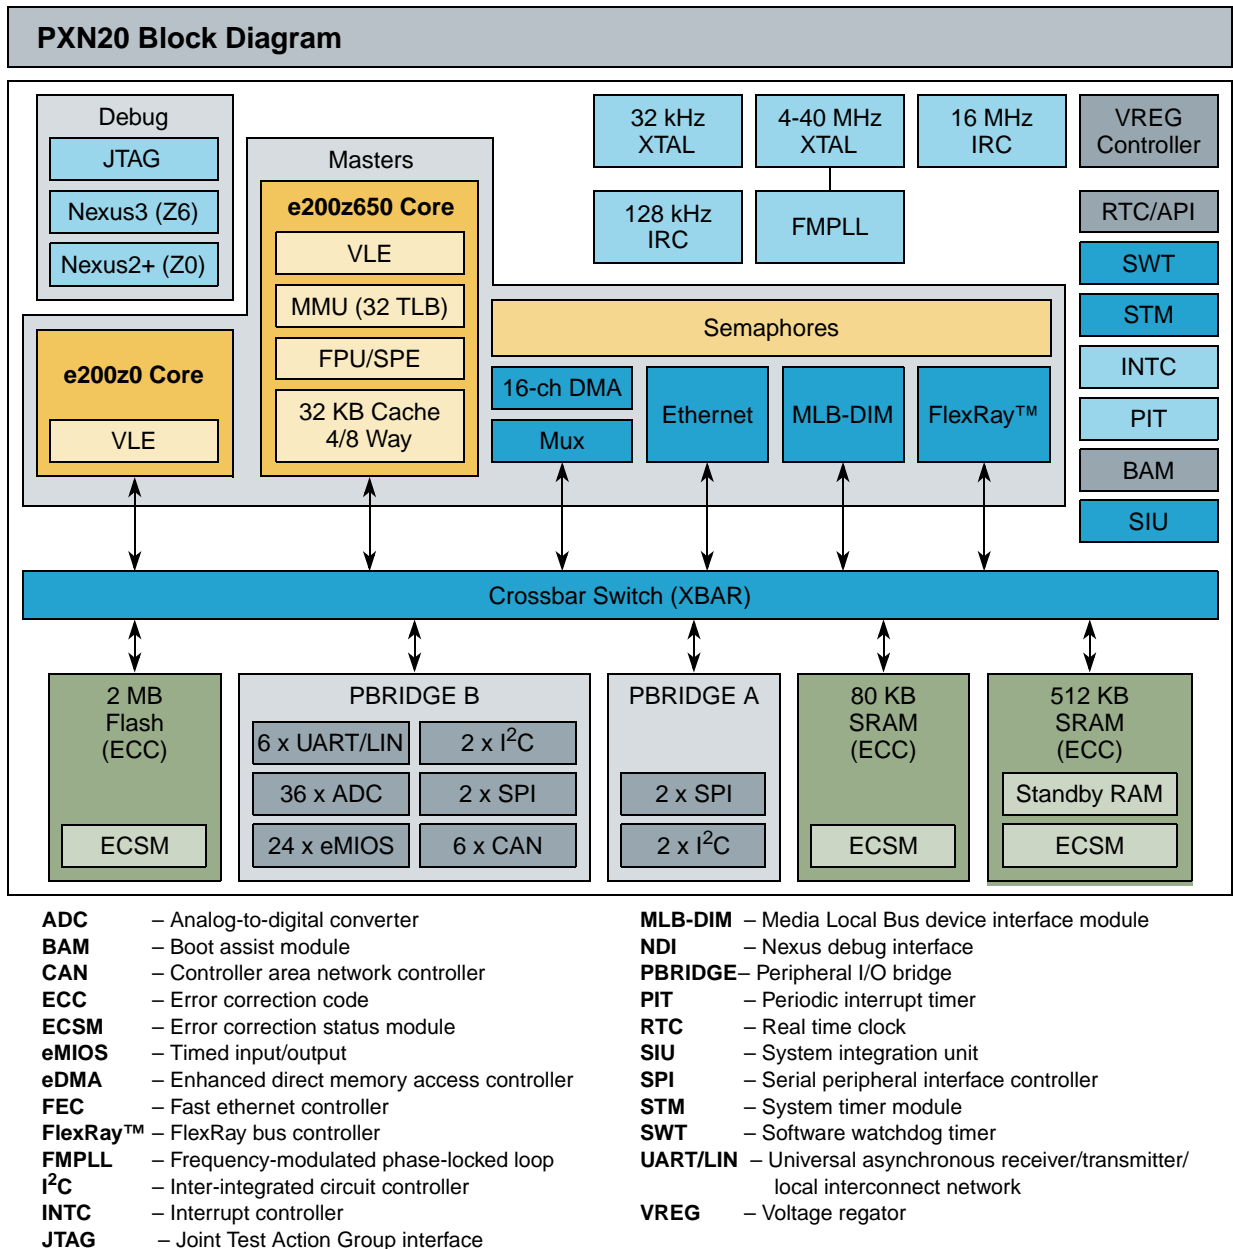 PXN20 Block Diagram
Debug
JTAG
Nexus3 (Z6)
Nexus2+ (Z0)
Masters
e200z650 Core
VLE
MMU (32 TLB)
FPU/SPE
32 KB Cache
4/8 Way
e200z0 Core
VLE
32 kHz
XTAL
4-40 MHz
XTAL
16 MHz
IRC
128 kHz
IRC
FMPLL
VREG
Controller
RTC/API
SWT
STM
INTC
PIT
BAM
SIU
Semaphores
16-ch DMA
Mux
Ethernet
MLB-DIM
FlexRay™
Crossbar Switch (XBAR)
2 MB
Flash
(ECC)
ECSM
PBRIDGE B
6 x UART/LIN
2 x I²C
36 x ADC
2 x SPI
24 x eMIOS
6 x CAN
PBRIDGE A
2 x SPI
2 x I²C
80 KB
SRAM
(ECC)
ECSM
512 KB
SRAM
(ECC)
Standby RAM
ECSM
ADC – Analog-to-digital converter
BAM – Boot assist module
CAN – Controller area network controller
ECC – Error correction code
ECSM – Error correction status module
eMIOS – Timed input/output
eDMA – Enhanced direct memory access controller
FEC – Fast ethernet controller
FlexRay™ – FlexRay bus controller
FMPLL – Frequency-modulated phase-locked loop
I²C – Inter-integrated circuit controller
INTC – Interrupt controller
JTAG – Joint Test Action Group interface
MLB-DIM – Media Local Bus device interface module
NDI – Nexus debug interface
PBRIDGE– Peripheral I/O bridge
PIT – Periodic interrupt timer
RTC – Real time clock
SIU – System integration unit
SPI – Serial peripheral interface controller
STM – System timer module
SWT – Software watchdog timer
UART/LIN – Universal asynchronous receiver/transmitter/
local interconnect network
VREG – Voltage regator